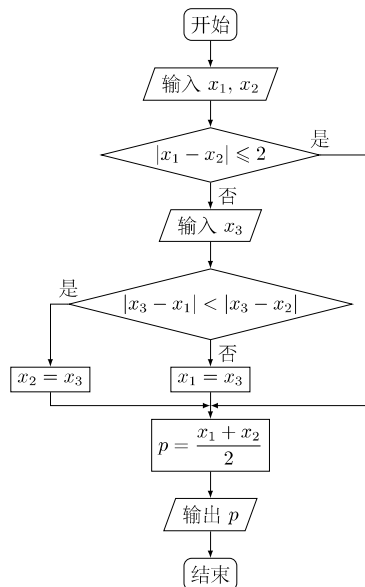 开始
输入 x₁, x₂
|x₁ − x₂| ⩽ 2
是
否
输入 x₃
|x₃ − x₁| < |x₃ − x₂|
是
否
x₂ = x₃
x₁ = x₃
p = (x₁ + x₂)/2
输出 p
结束